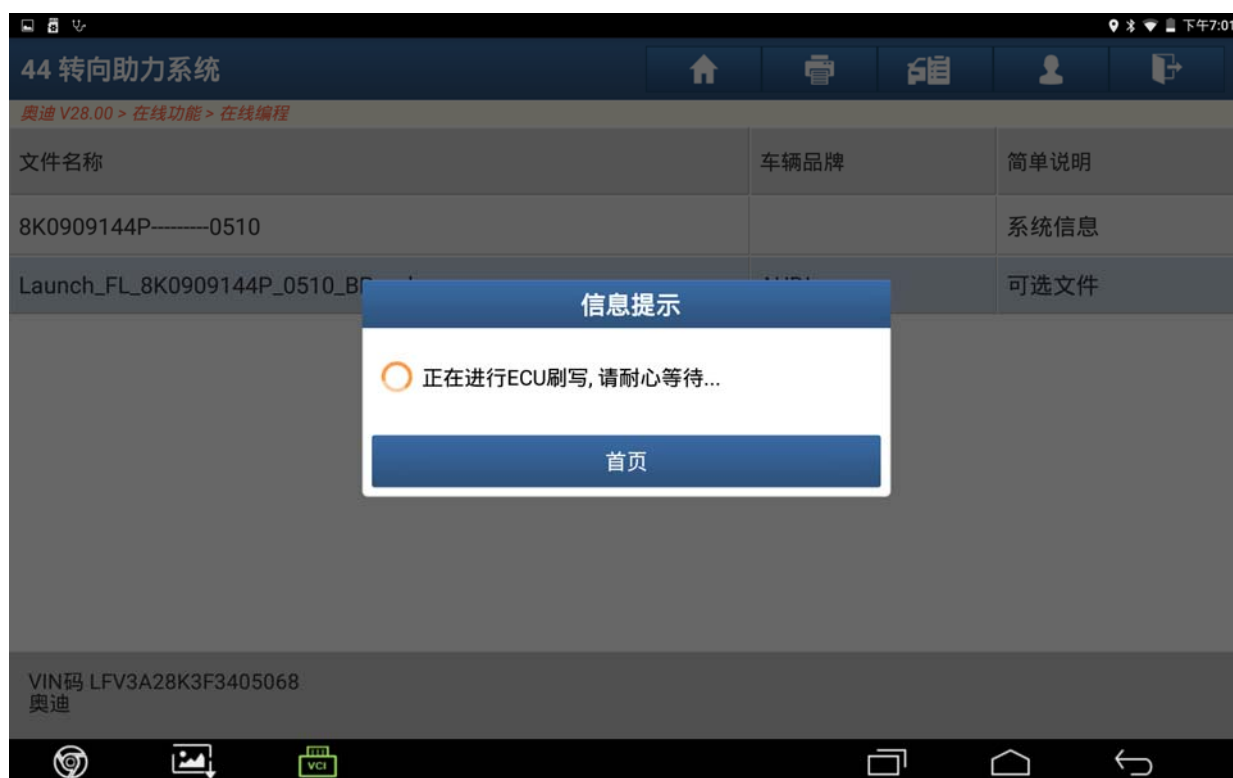 下午7:01
44 转向助力系统
奥迪 V28.00 > 在线功能 > 在线编程
文件名称 车辆品牌 简单说明
8K0909144P---------0510 系统信息
Launch_FL_8K0909144P_0510_ 可选文件
信息提示
正在进行ECU刷写, 请耐心等待...
首页
VIN码 LFV3A28K3F3405068
奥迪
VCI